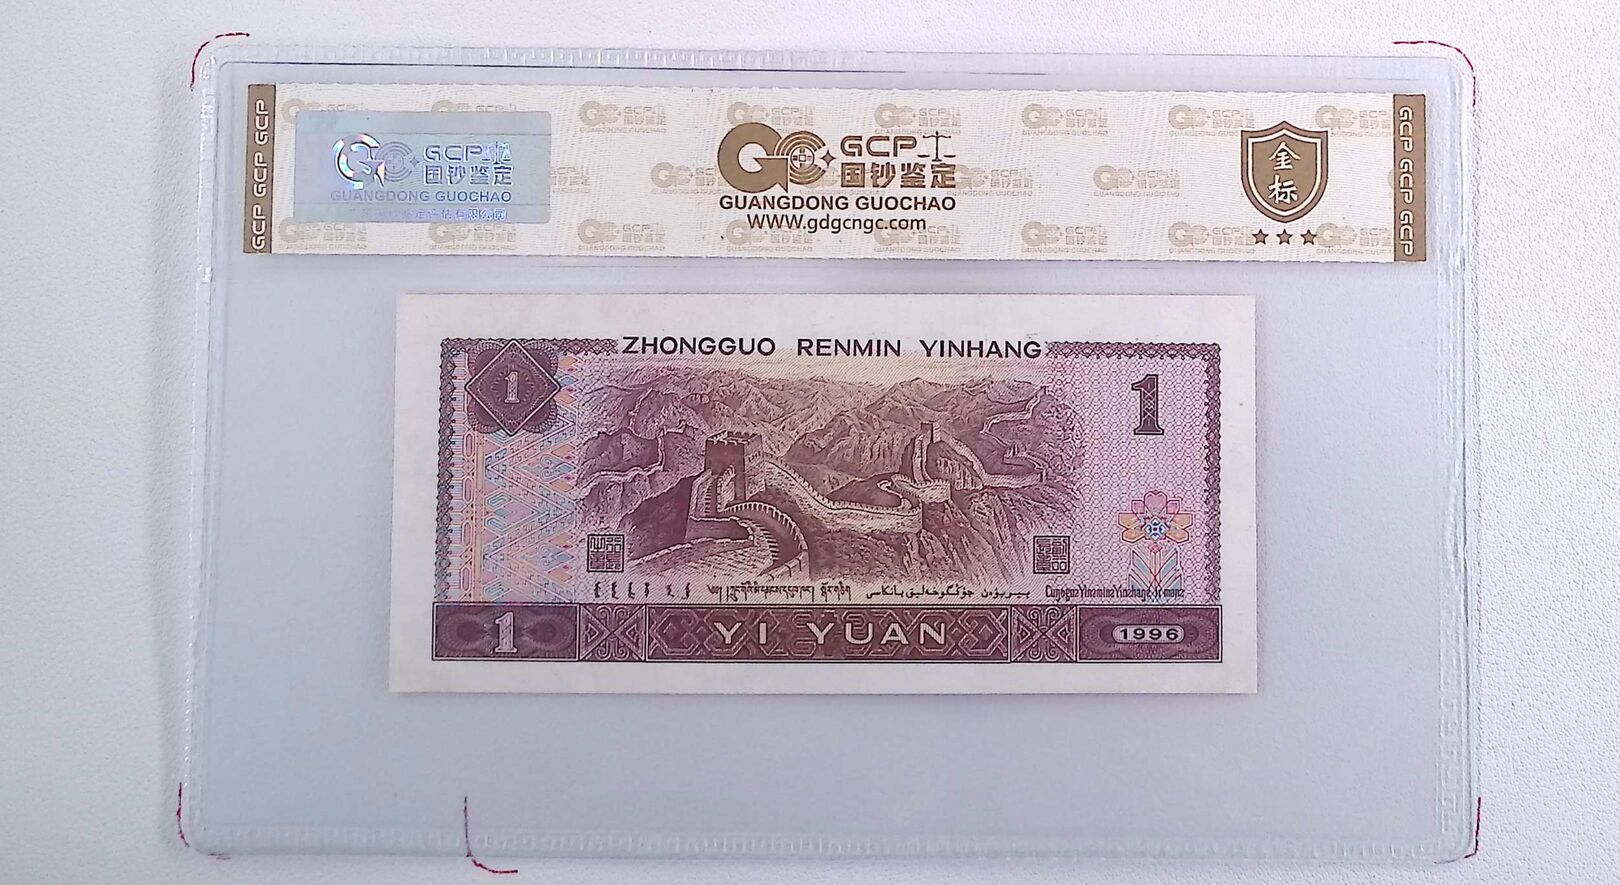 GCP GCP GCP
GCP
国钞鉴定
GUANGDONG GUOCHAO
GCP
国钞鉴定
GUANGDONG GUOCHAO
WWW.gdgcngc.com
金
标
GCP GCP GCP
ZHONGGUO RENMIN YINHANG
1
1
1
YI YUAN
1996